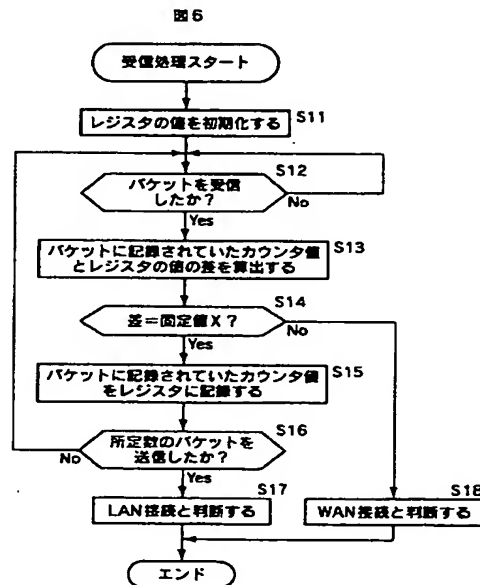 図6
受信処理スタート
レジスタの値を初期化する
S11
S12
パケットを受信
したか?
No
Yes
パケットに記録されていたカウンタ値
とレジスタの値の差を算出する
S13
S14
差=固定値X?
No
Yes
パケットに記録されていたカウンタ値
をレジスタに記録する
S15
S16
所定数のパケットを
送信したか?
No
Yes
S17
LAN接続と判断する
S18
WAN接続と判断する
エンド